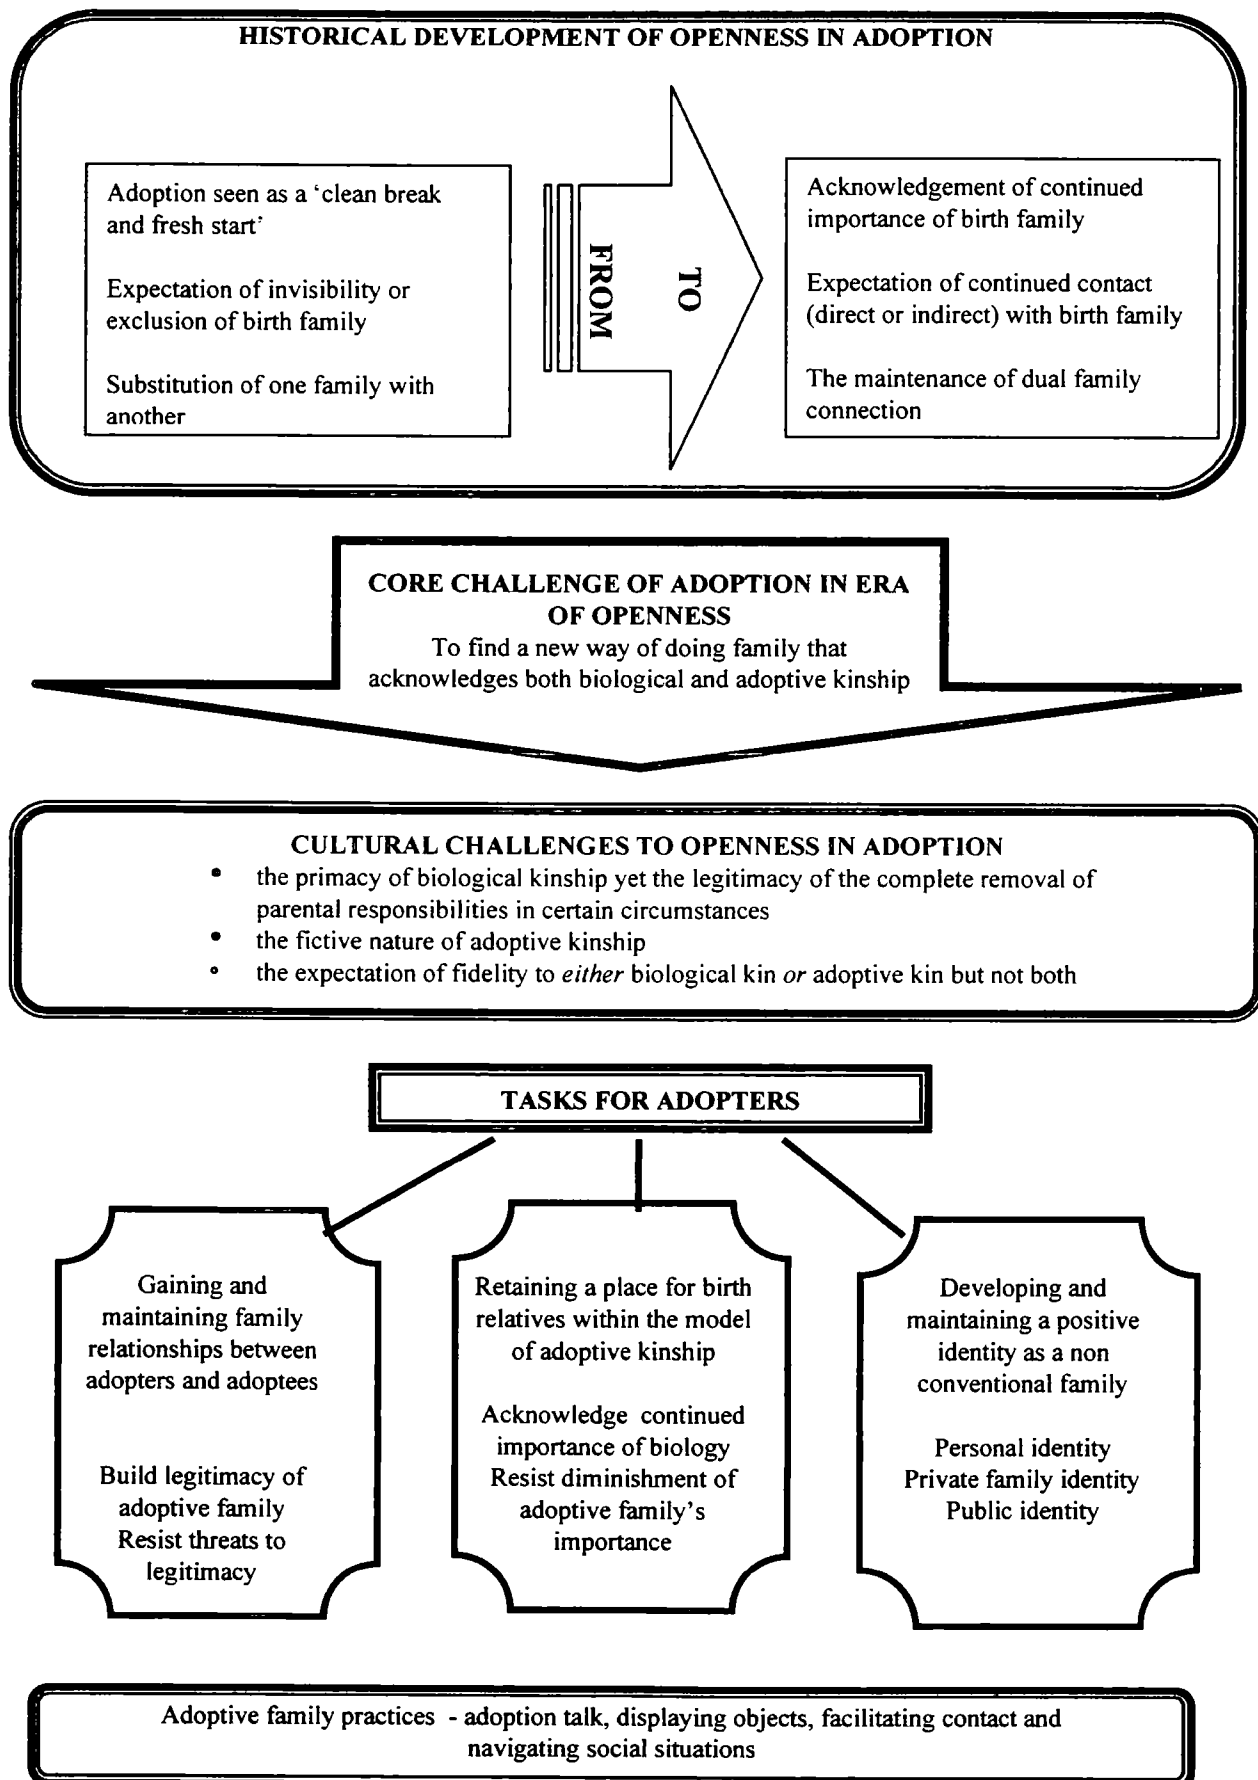 HISTORICAL DEVELOPMENT OF OPENNESS IN ADOPTION
Adoption seen as a ‘clean break
and fresh start’
Expectation of invisibility or
exclusion of birth family
Substitution of one family with
another
FROM
TO
Acknowledgement of continued
importance of birth family
Expectation of continued contact
(direct or indirect) with birth family
The maintenance of dual family
connection
CORE CHALLENGE OF ADOPTION IN ERA
OF OPENNESS
To find a new way of doing family that
acknowledges both biological and adoptive kinship
CULTURAL CHALLENGES TO OPENNESS IN ADOPTION
• the primacy of biological kinship yet the legitimacy of the complete removal of
parental responsibilities in certain circumstances
• the fictive nature of adoptive kinship
• the expectation of fidelity to either biological kin or adoptive kin but not both
TASKS FOR ADOPTERS
Gaining and
maintaining family
relationships between
adopters and adoptees
Build legitimacy of
adoptive family
Resist threats to
legitimacy
Retaining a place for birth
relatives within the model
of adoptive kinship
Acknowledge continued
importance of biology
Resist diminishment of
adoptive family’s
importance
Developing and
maintaining a positive
identity as a non
conventional family
Personal identity
Private family identity
Public identity
Adoptive family practices - adoption talk, displaying objects, facilitating contact and
navigating social situations